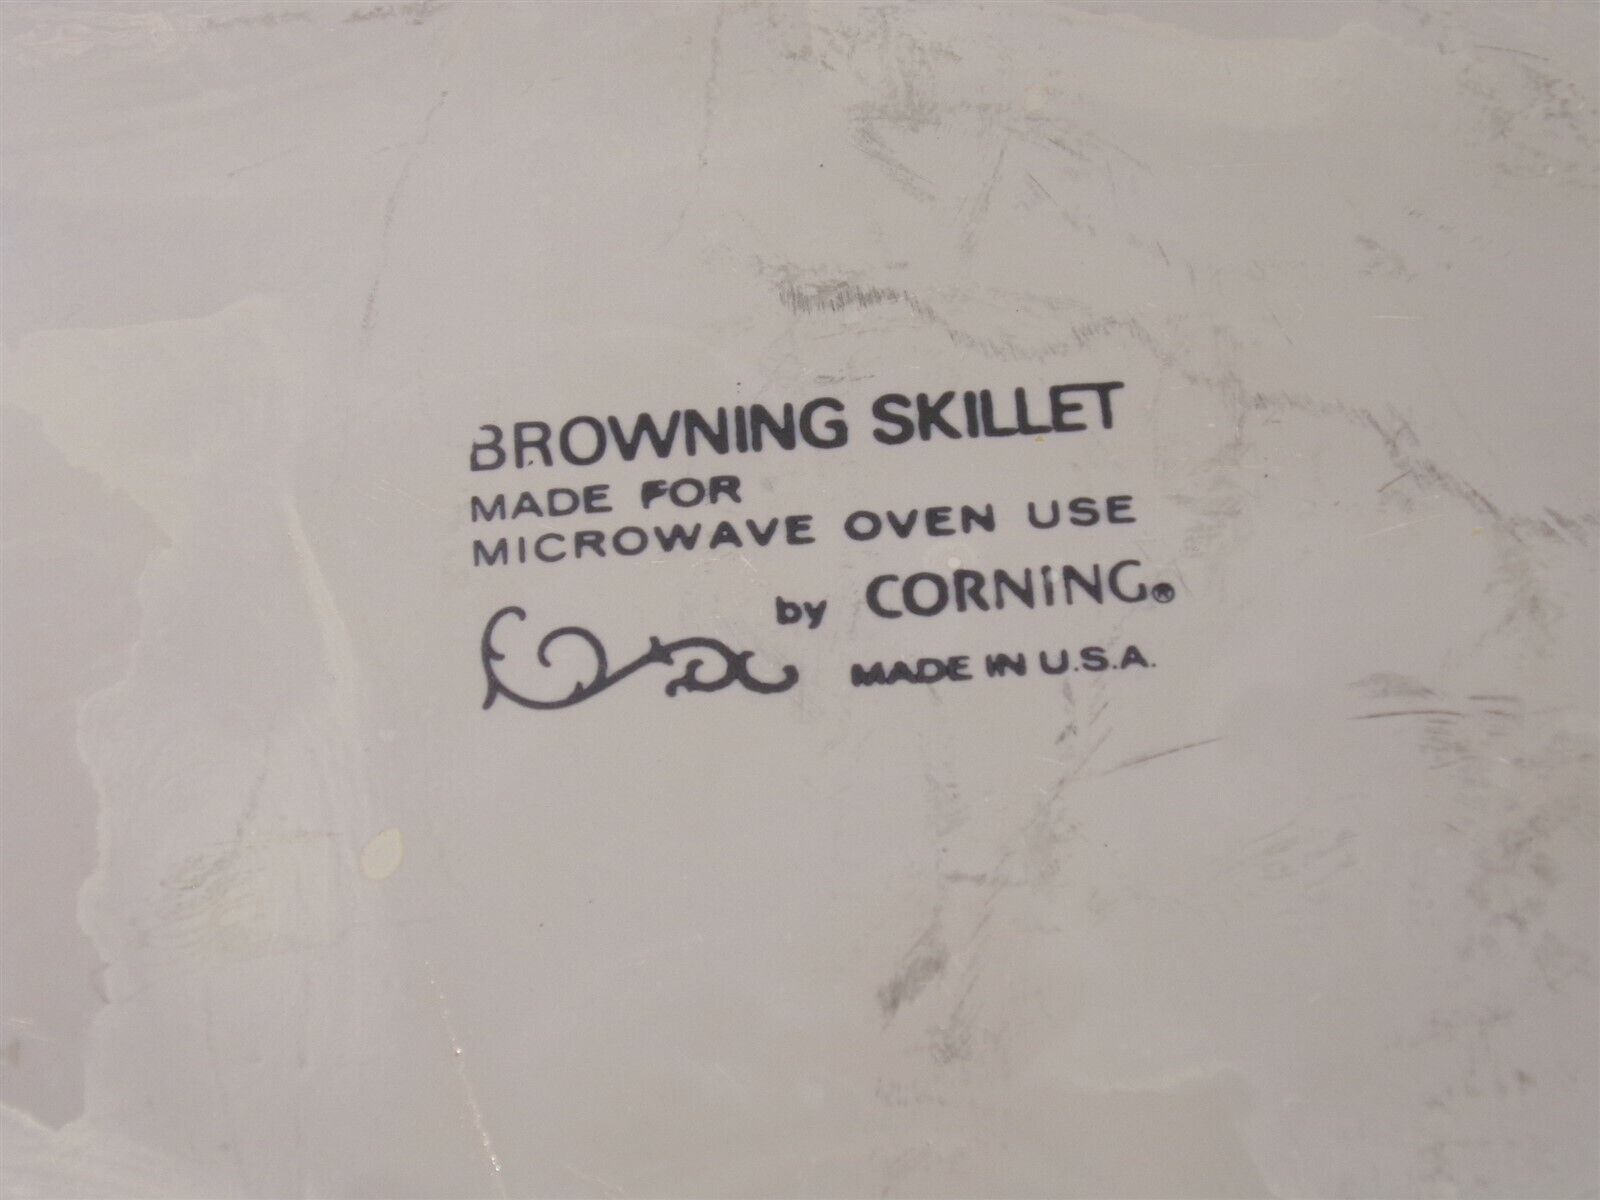 BROWNING SKILLET
MADE FOR
MICROWAVE OVEN USE
by CORNING®
MADE IN U.S.A.